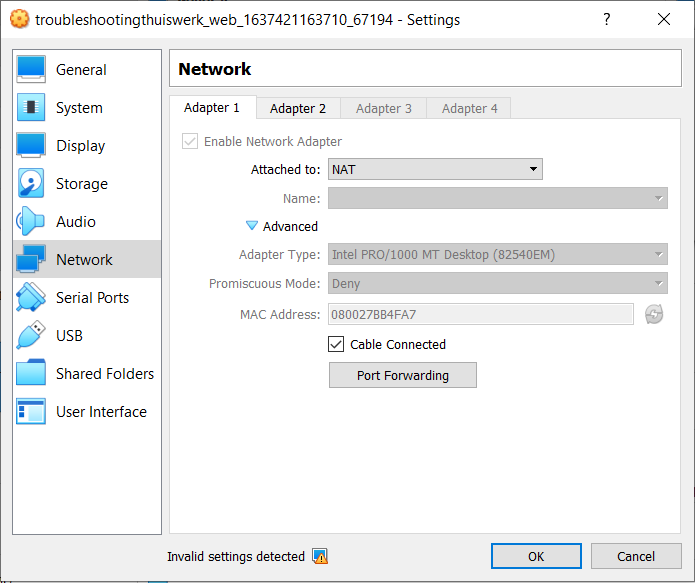 troubleshootingthuiswerk_web_1637421163710_67194 - Settings
?
General
System
Display
Storage
Audio
Network
Serial Ports
USB
Shared Folders
User Interface
Network
Adapter 1
Adapter 2
Adapter 3
Adapter 4
Enable Network Adapter
Attached to: NAT
Name:
Advanced
Adapter Type: Intel PRO/1000 MT Desktop (82540EM)
Promiscuous Mode: Deny
MAC Address: 080027BB4FA7
Cable Connected
Port Forwarding
Invalid settings detected
OK
Cancel